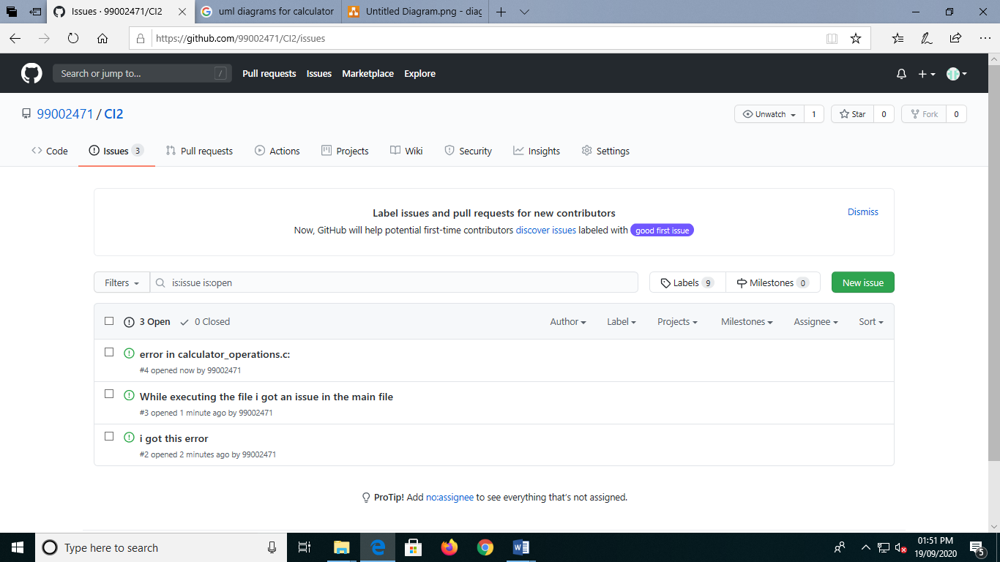 Issues · 99002471/CI2
uml diagrams for calculator
Untitled Diagram.png - diag
https://github.com/99002471/CI2/issues
Search or jump to... /
Pull requests Issues Marketplace Explore
99002471 / CI2
Unwatch 1 Star 0 Fork 0
Code Issues 3 Pull requests Actions Projects Wiki Security Insights Settings
Label issues and pull requests for new contributors
Dismiss
Now, GitHub will help potential first-time contributors discover issues labeled with good first issue
Filters is:issue is:open Labels 9 Milestones 0 New issue
3 Open 0 Closed Author Label Projects Milestones Assignee Sort
error in calculator_operations.c:
#4 opened now by 99002471
While executing the file i got an issue in the main file
#3 opened 1 minute ago by 99002471
i got this error
#2 opened 2 minutes ago by 99002471
ProTip! Add no:assignee to see everything that's not assigned.
Type here to search
01:51 PM
19/09/2020
5